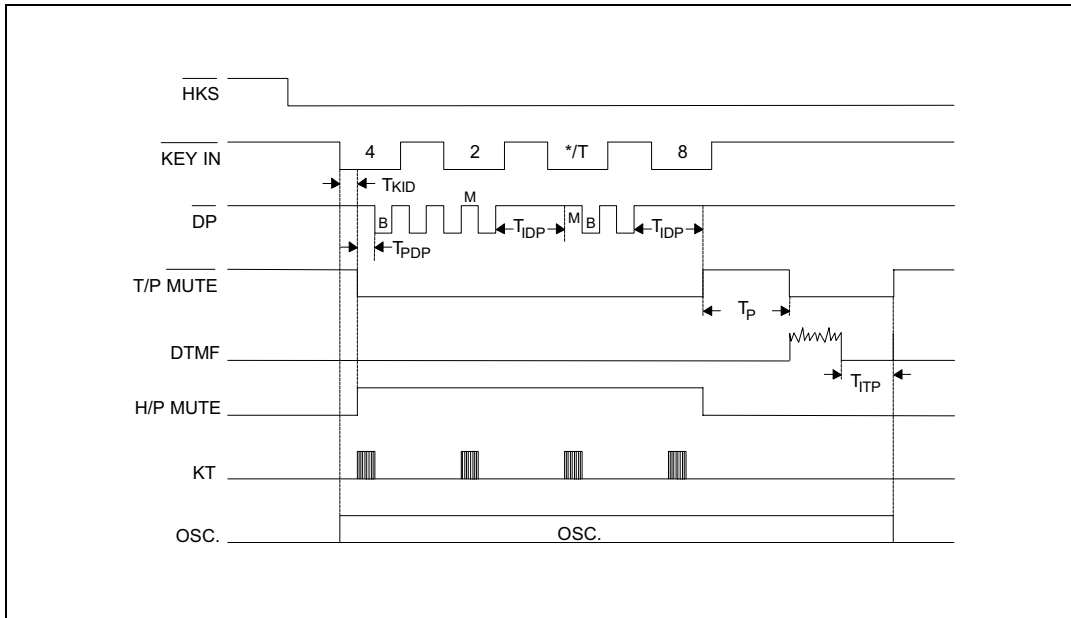 HKS
KEY IN 4 2 */T 8
TKID
M
DP B TIDP M B TIDP
TPDP
T/P MUTE
TP
DTMF
TITP
H/P MUTE
KT
OSC. OSC.